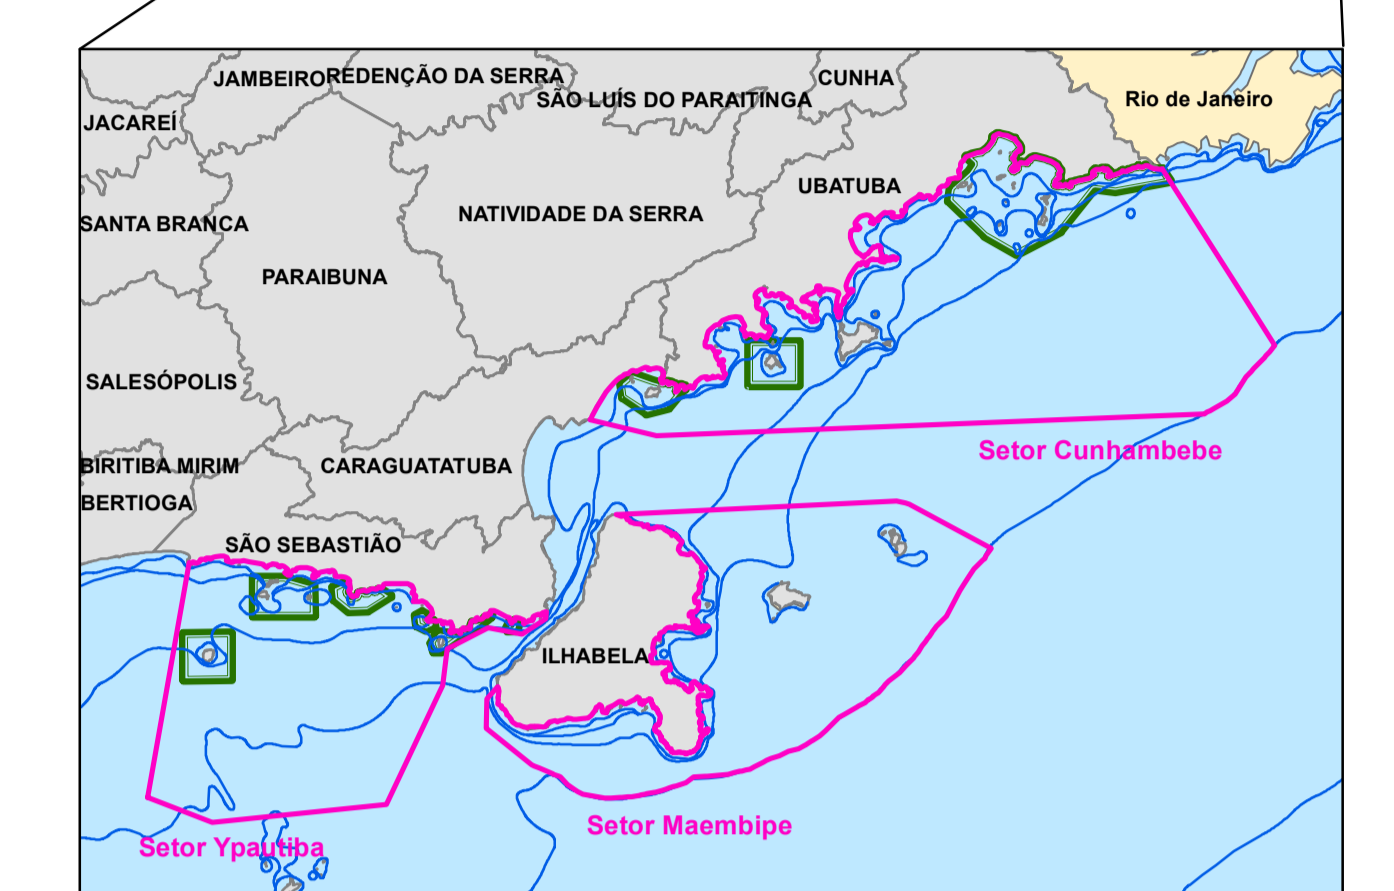 JAMBEIRO
REDENÇÃO DA SERRA
CUNHA
SÃO LUÍS DO PARAITINGA
Rio de Janeiro
JACAREÍ
UBATUBA
NATIVIDADE DA SERRA
SANTA BRANCA
PARAIBUNA
SALESÓPOLIS
Setor Cunhambebe
BIRITIBA MIRIM
CARAGUATATUBA
BERTIOGA
SÃO SEBASTIÃO
ILHABELA
Setor Maembipe
Setor Ypautiba